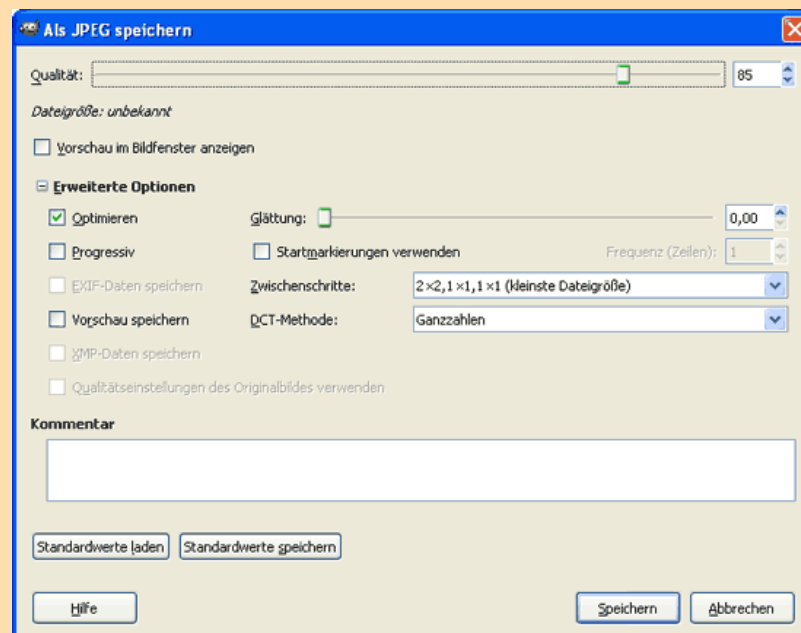 Als JPEG speichern
Qualität: 85
Dateigröße: unbekannt
Vorschau im Bildfenster anzeigen
Erweiterte Optionen
Optimieren Glättung: 0,00
Progressiv Startmarkierungen verwenden Frequenz (Zeilen): 1
EXIF-Daten speichern Zwischenschritte: 2×2,1×1,1×1 (kleinste Dateigröße)
Vorschau speichern DCT-Methode: Ganzzahlen
XMP-Daten speichern
Qualitätseinstellungen des Originalbildes verwenden
Kommentar
Standardwerte laden Standardwerte speichern
Hilfe Speichern Abbrechen